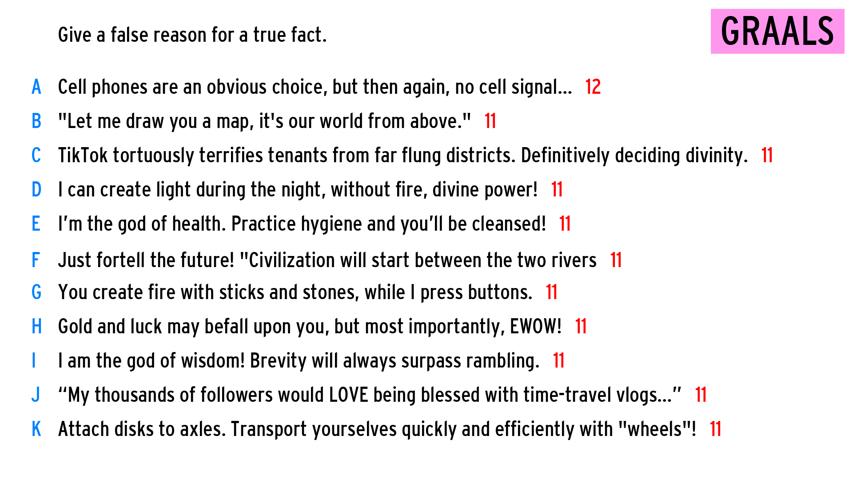 Give a false reason for a true fact.
GRAALS
A Cell phones are an obvious choice, but then again, no cell signal... 12
B "Let me draw you a map, it's our world from above." 11
C TikTok tortuously terrifies tenants from far flung districts. Definitively deciding divinity. 11
D I can create light during the night, without fire, divine power! 11
E I'm the god of health. Practice hygiene and you'll be cleansed! 11
F Just fortell the future! "Civilization will start between the two rivers 11
G You create fire with sticks and stones, while I press buttons. 11
H Gold and luck may befall upon you, but most importantly, EWOW! 11
I I am the god of wisdom! Brevity will always surpass rambling. 11
J “My thousands of followers would LOVE being blessed with time-travel vlogs...” 11
K Attach disks to axles. Transport yourselves quickly and efficiently with "wheels"! 11